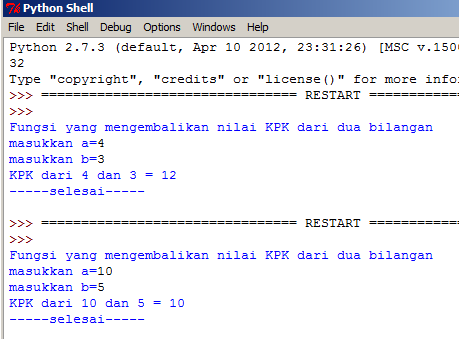 Python Shell
File Edit Shell Debug Options Windows Help
Python 2.7.3 (default, Apr 10 2012, 23:31:26) [MSC v.150
32
Type "copyright", "credits" or "license()" for more info
>>> ================================ RESTART ===========
>>>
Fungsi yang mengembalikan nilai KPK dari dua bilangan
masukkan a=4
masukkan b=3
KPK dari 4 dan 3 = 12
-----selesai-----
>>> ================================ RESTART ===========
>>>
Fungsi yang mengembalikan nilai KPK dari dua bilangan
masukkan a=10
masukkan b=5
KPK dari 10 dan 5 = 10
-----selesai-----